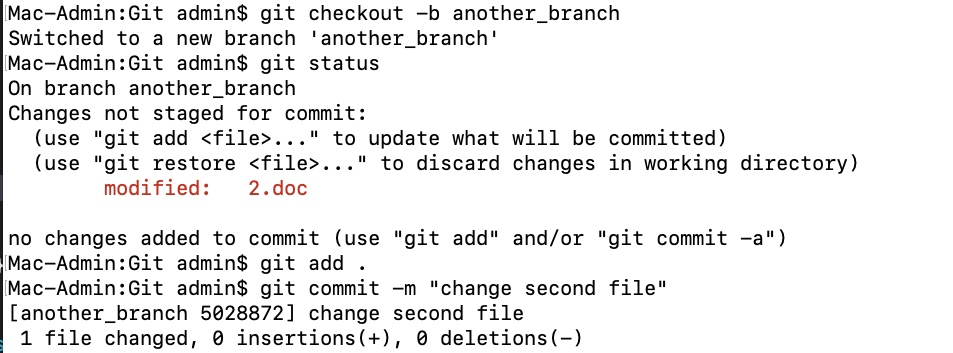 Mac-Admin:Git admin$ git checkout -b another_branch
Switched to a new branch 'another_branch'
Mac-Admin:Git admin$ git status
On branch another_branch
Changes not staged for commit:
  (use "git add <file>..." to update what will be committed)
  (use "git restore <file>..." to discard changes in working directory)
        modified:   2.doc

no changes added to commit (use "git add" and/or "git commit -a")
Mac-Admin:Git admin$ git add .
Mac-Admin:Git admin$ git commit -m "change second file"
[another_branch 5028872] change second file
 1 file changed, 0 insertions(+), 0 deletions(-)